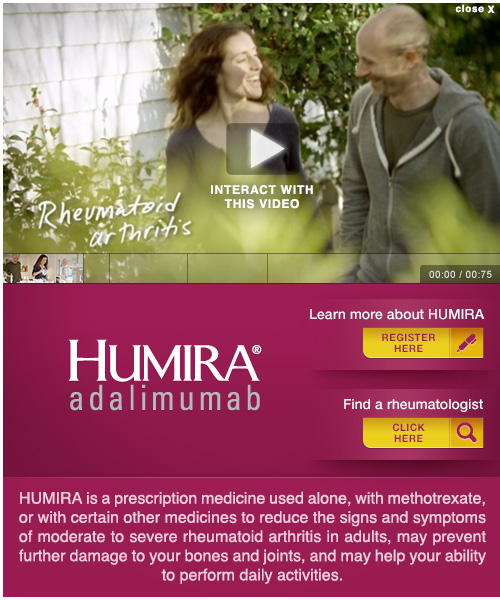 close X
INTERACT WITH
THIS VIDEO
Rheumatoid
arthritis
00:00 / 00:75
Learn more about HUMIRA
REGISTER
HERE
HUMIRA®
adalimumab
Find a rheumatologist
CLICK
HERE
HUMIRA is a prescription medicine used alone, with methotrexate,
or with certain other medicines to reduce the signs and symptoms
of moderate to severe rheumatoid arthritis in adults, may prevent
further damage to your bones and joints, and may help your ability
to perform daily activities.